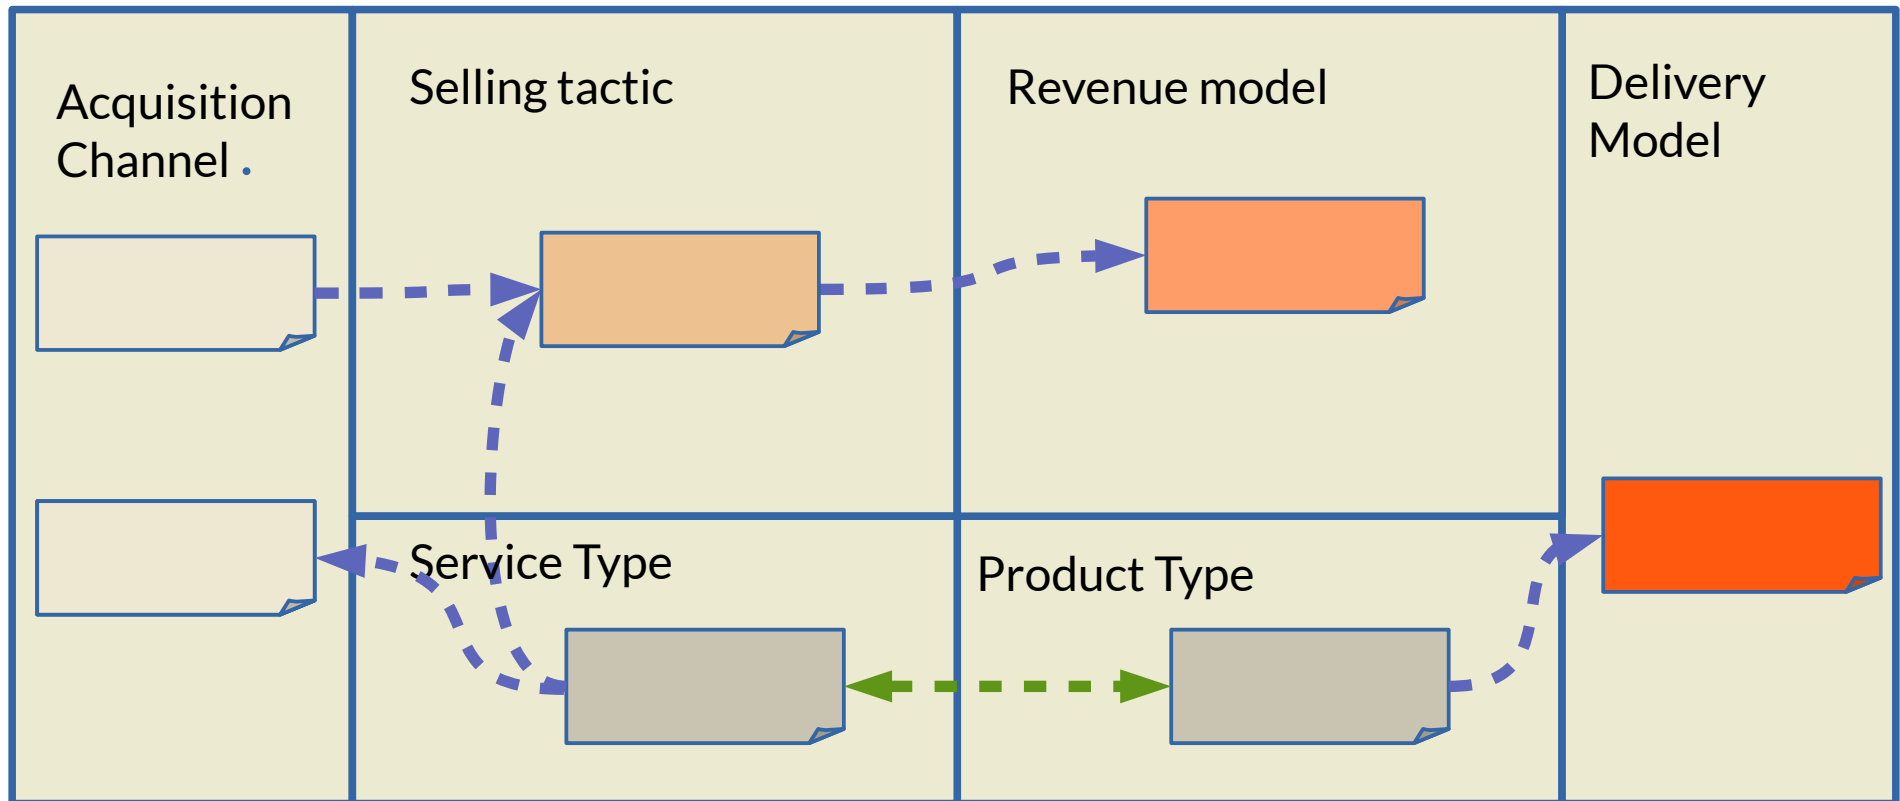 Acquisition
Channel .
Selling tactic
Revenue model
Delivery
Model
Service Type
Product Type